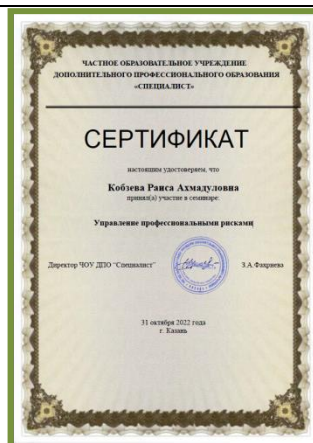 ЧАСТНОЕ ОБРАЗОВАТЕЛЬНОЕ УЧРЕЖДЕНИЕ
ДОПОЛНИТЕЛЬНОГО ПРОФЕССИОНАЛЬНОГО ОБРАЗОВАНИЯ
«СПЕЦИАЛИСТ»
СЕРТИФИКАТ
настоящим удостоверяем, что
Кобзева Раиса Ахмадуловна
принял(а) участие в семинаре:
Управление профессиональными рисками
Директор ЧОУ ДПО "Специалист" З.А.Фахриева
31 октября 2022 года
г. Казань